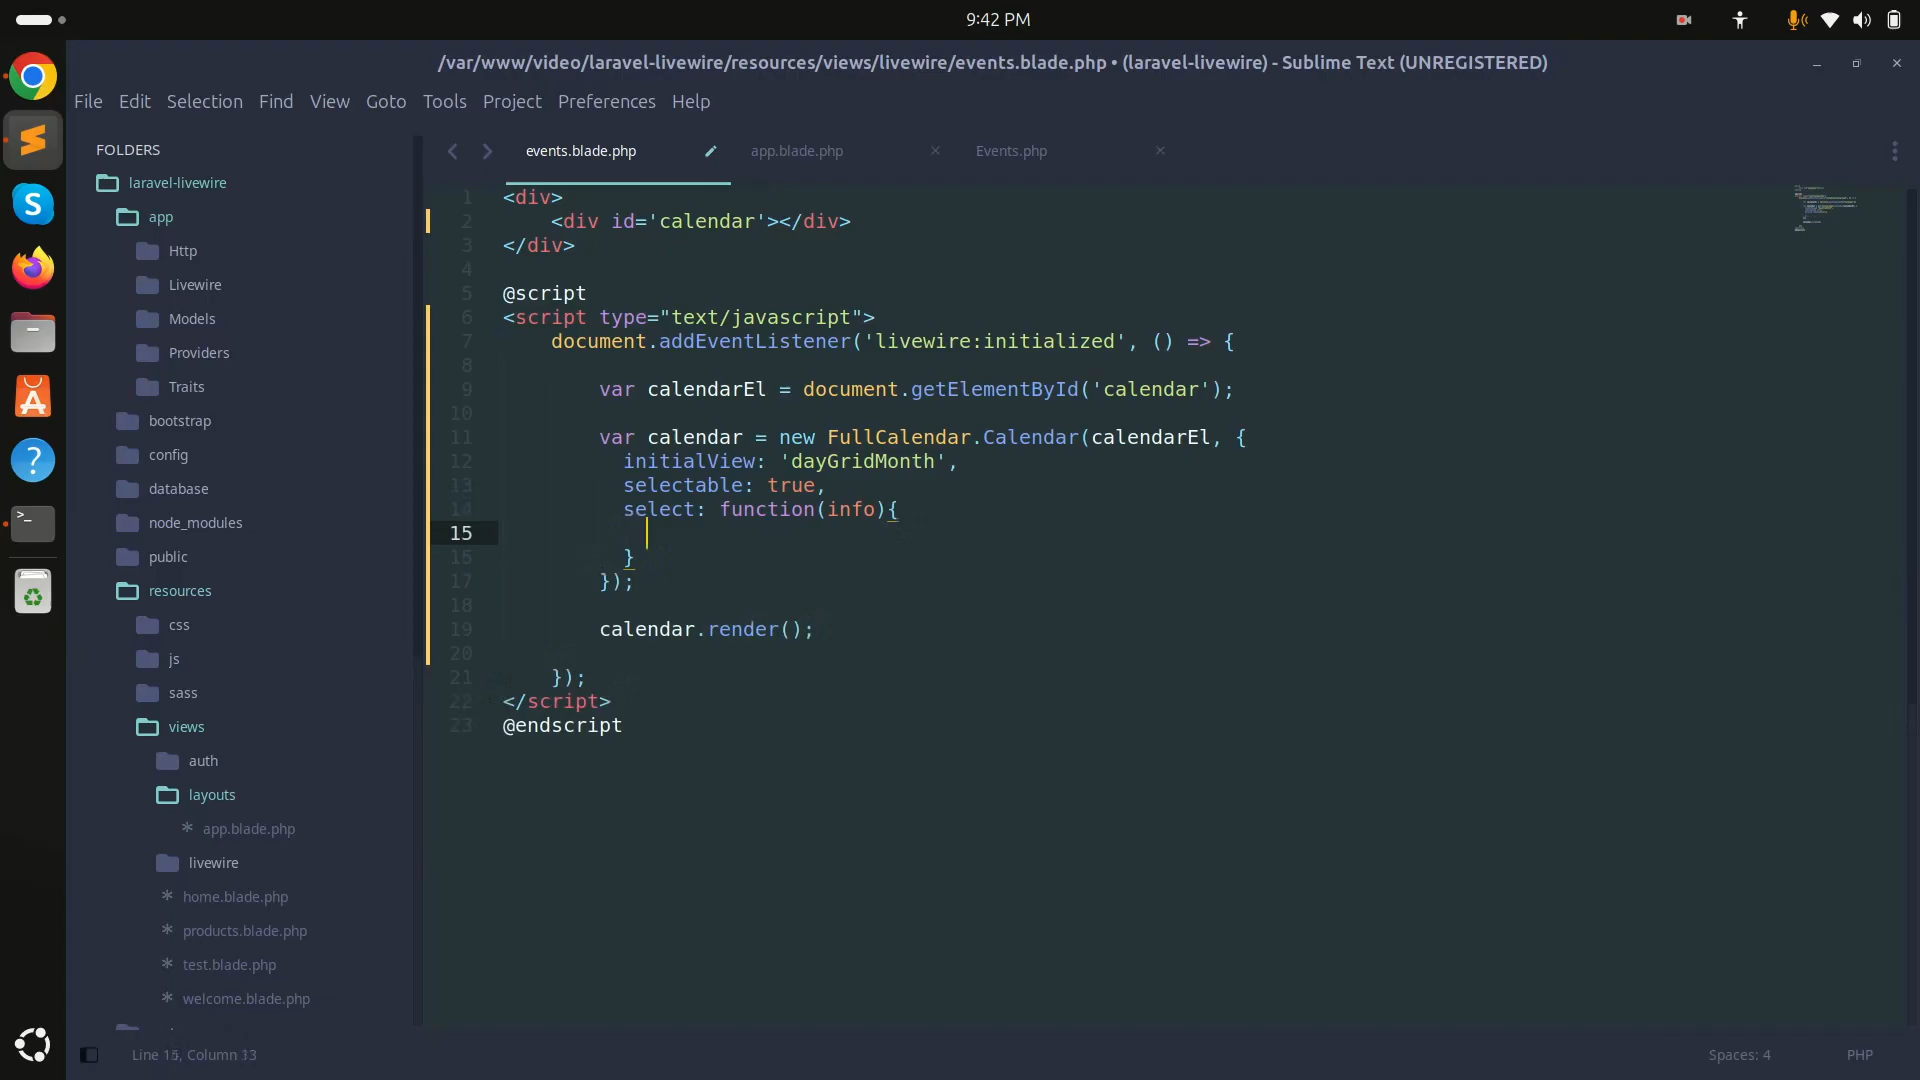 9:42 PM
/var/www/video/laravel-livewire/resources/views/livewire/events.blade.php • (laravel-livewire) - Sublime Text (UNREGISTERED)
File Edit Selection Find View Goto Tools Project Preferences Help
FOLDERS
laravel-livewire
app
Http
Livewire
Models
Providers
Traits
bootstrap
config
database
node_modules
public
resources
css
js
sass
views
auth
layouts
app.blade.php
livewire
home.blade.php
products.blade.php
test.blade.php
welcome.blade.php
events.blade.php app.blade.php Events.php
1 <div>
2     <div id='calendar'></div>
3 </div>
4
5 @script
6 <script type="text/javascript">
7     document.addEventListener('livewire:initialized', () => {
8
9         var calendarEl = document.getElementById('calendar');
10
11         var calendar = new FullCalendar.Calendar(calendarEl, {
12           initialView: 'dayGridMonth',
13           selectable: true,
14           select: function(info){
15
15           }
17         });
18
19         calendar.render();
20
21     });
22 </script>
23 @endscript
Column 13
Spaces: 4
PHP